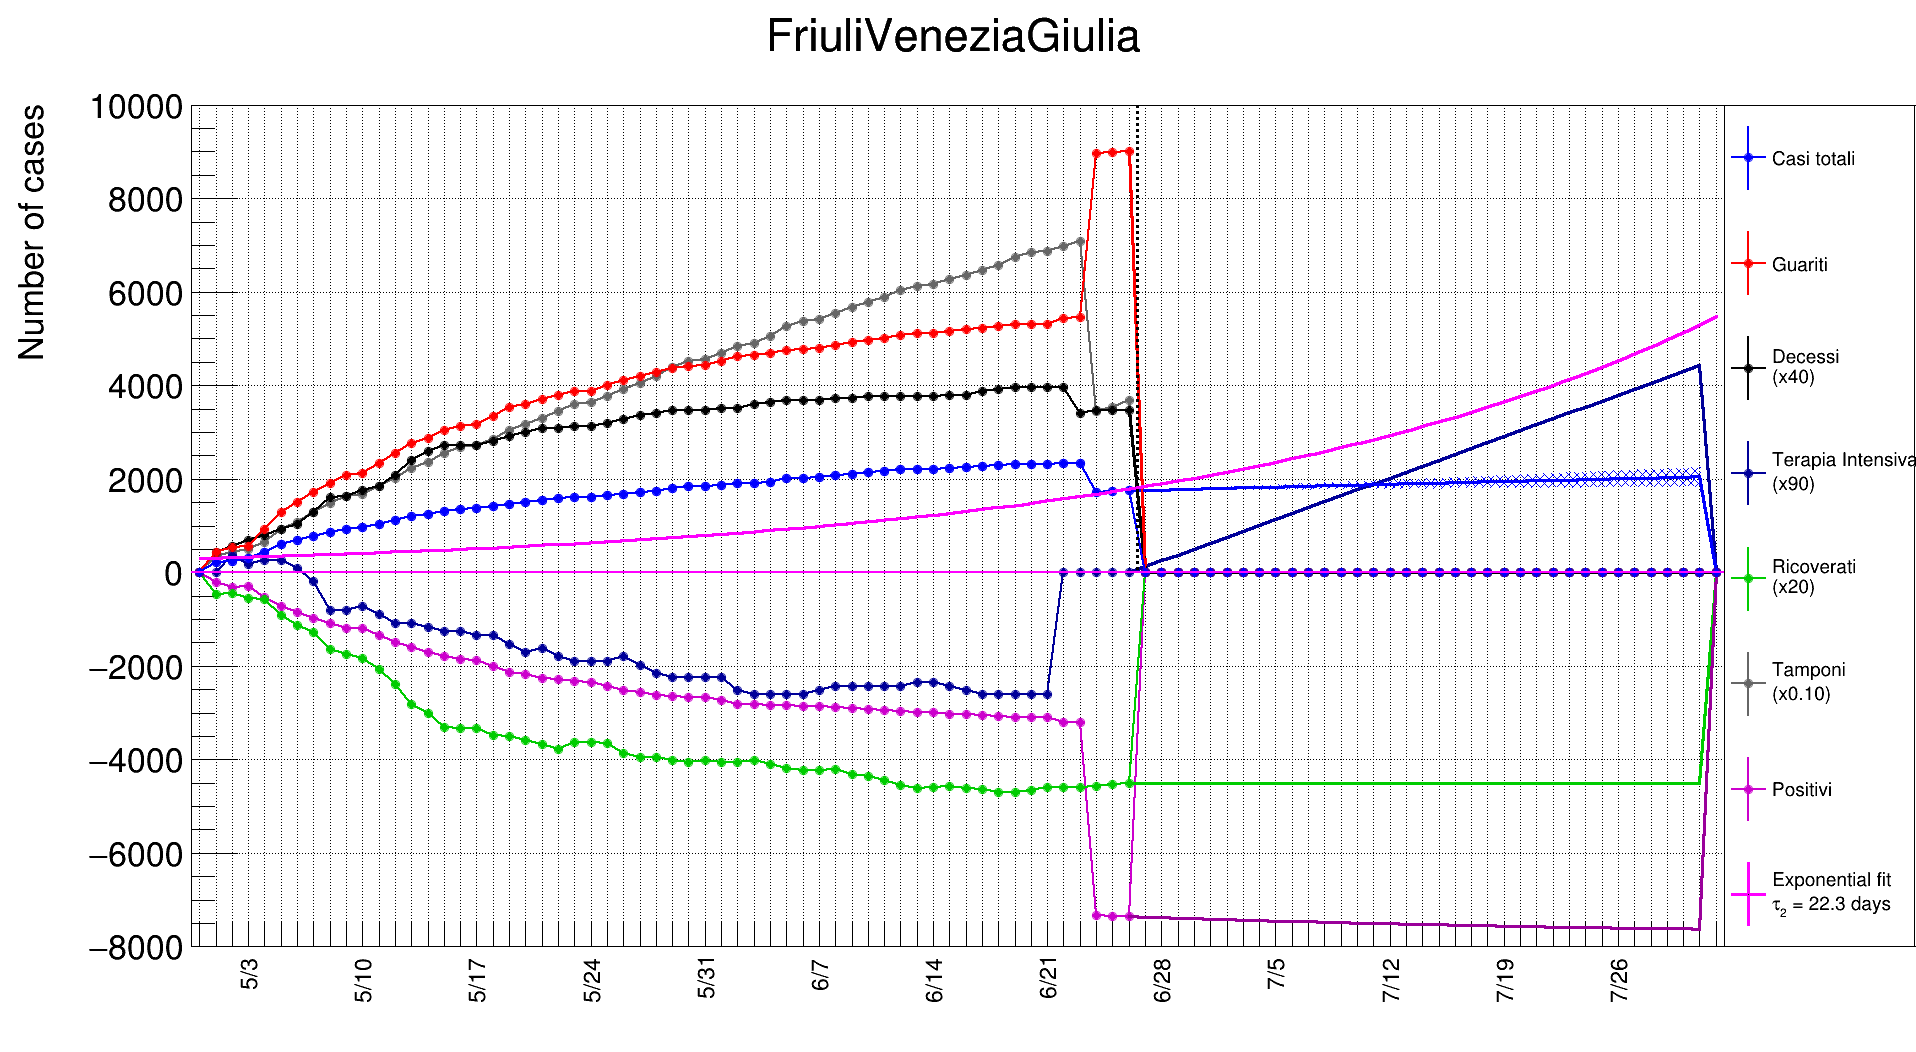 FriuliVeneziaGiulia
Number of cases
10000
8000
6000
4000
2000
0
−2000
−4000
−6000
−8000
5/3
5/10
5/17
5/24
5/31
6/7
6/14
6/21
6/28
7/5
7/12
7/19
7/26
Casi totali
Guariti
Decessi
(x40)
Terapia Intensiva
(x90)
Ricoverati
(x20)
Tamponi
(x0.10)
Positivi
Exponential fit
τ2 = 22.3 days